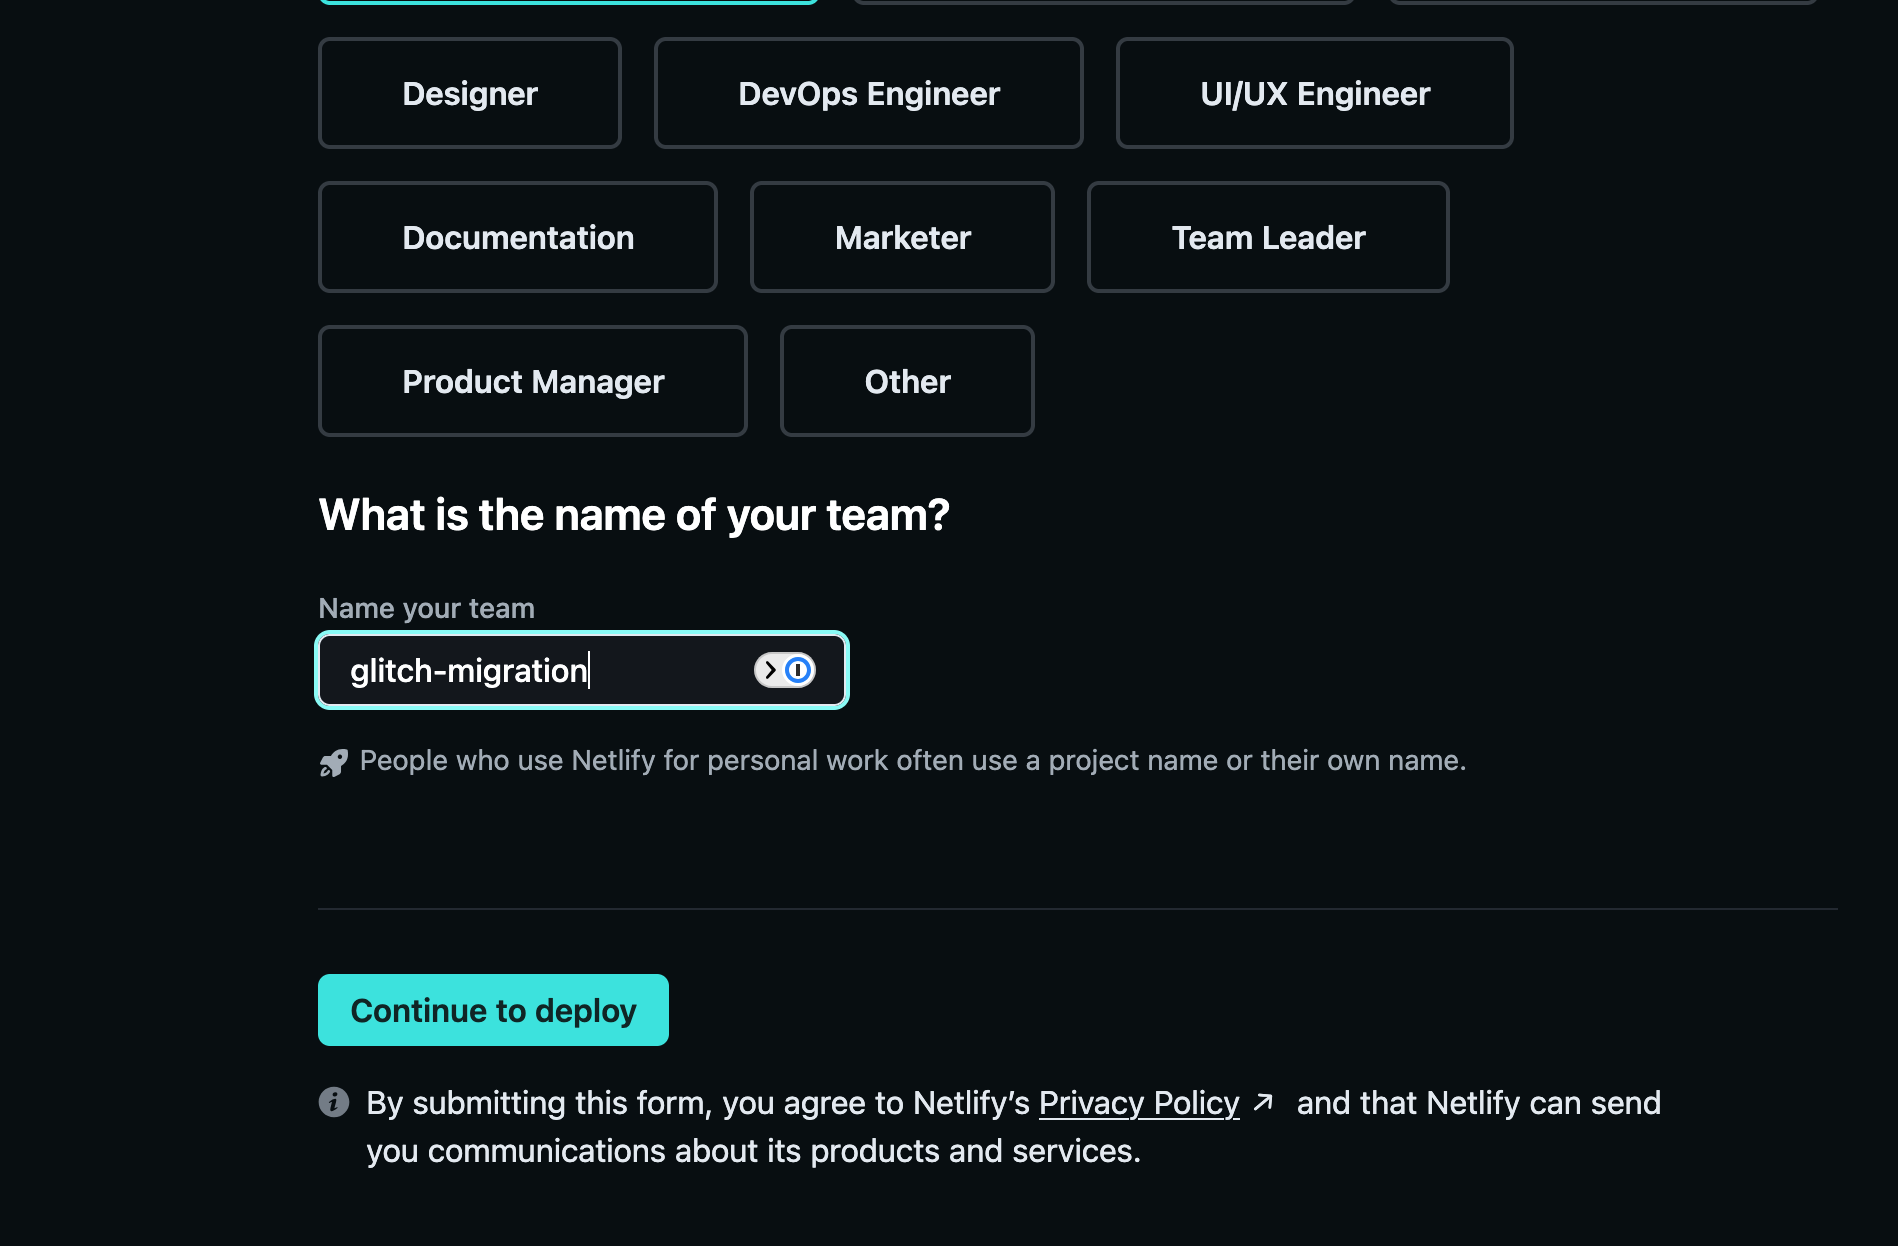 Designer
DevOps Engineer
UI/UX Engineer
Documentation
Marketer
Team Leader
Product Manager
Other
What is the name of your team?
Name your team
glitch-migration
People who use Netlify for personal work often use a project name or their own name.
Continue to deploy
By submitting this form, you agree to Netlify’s Privacy Policy ↗ and that Netlify can send
you communications about its products and services.